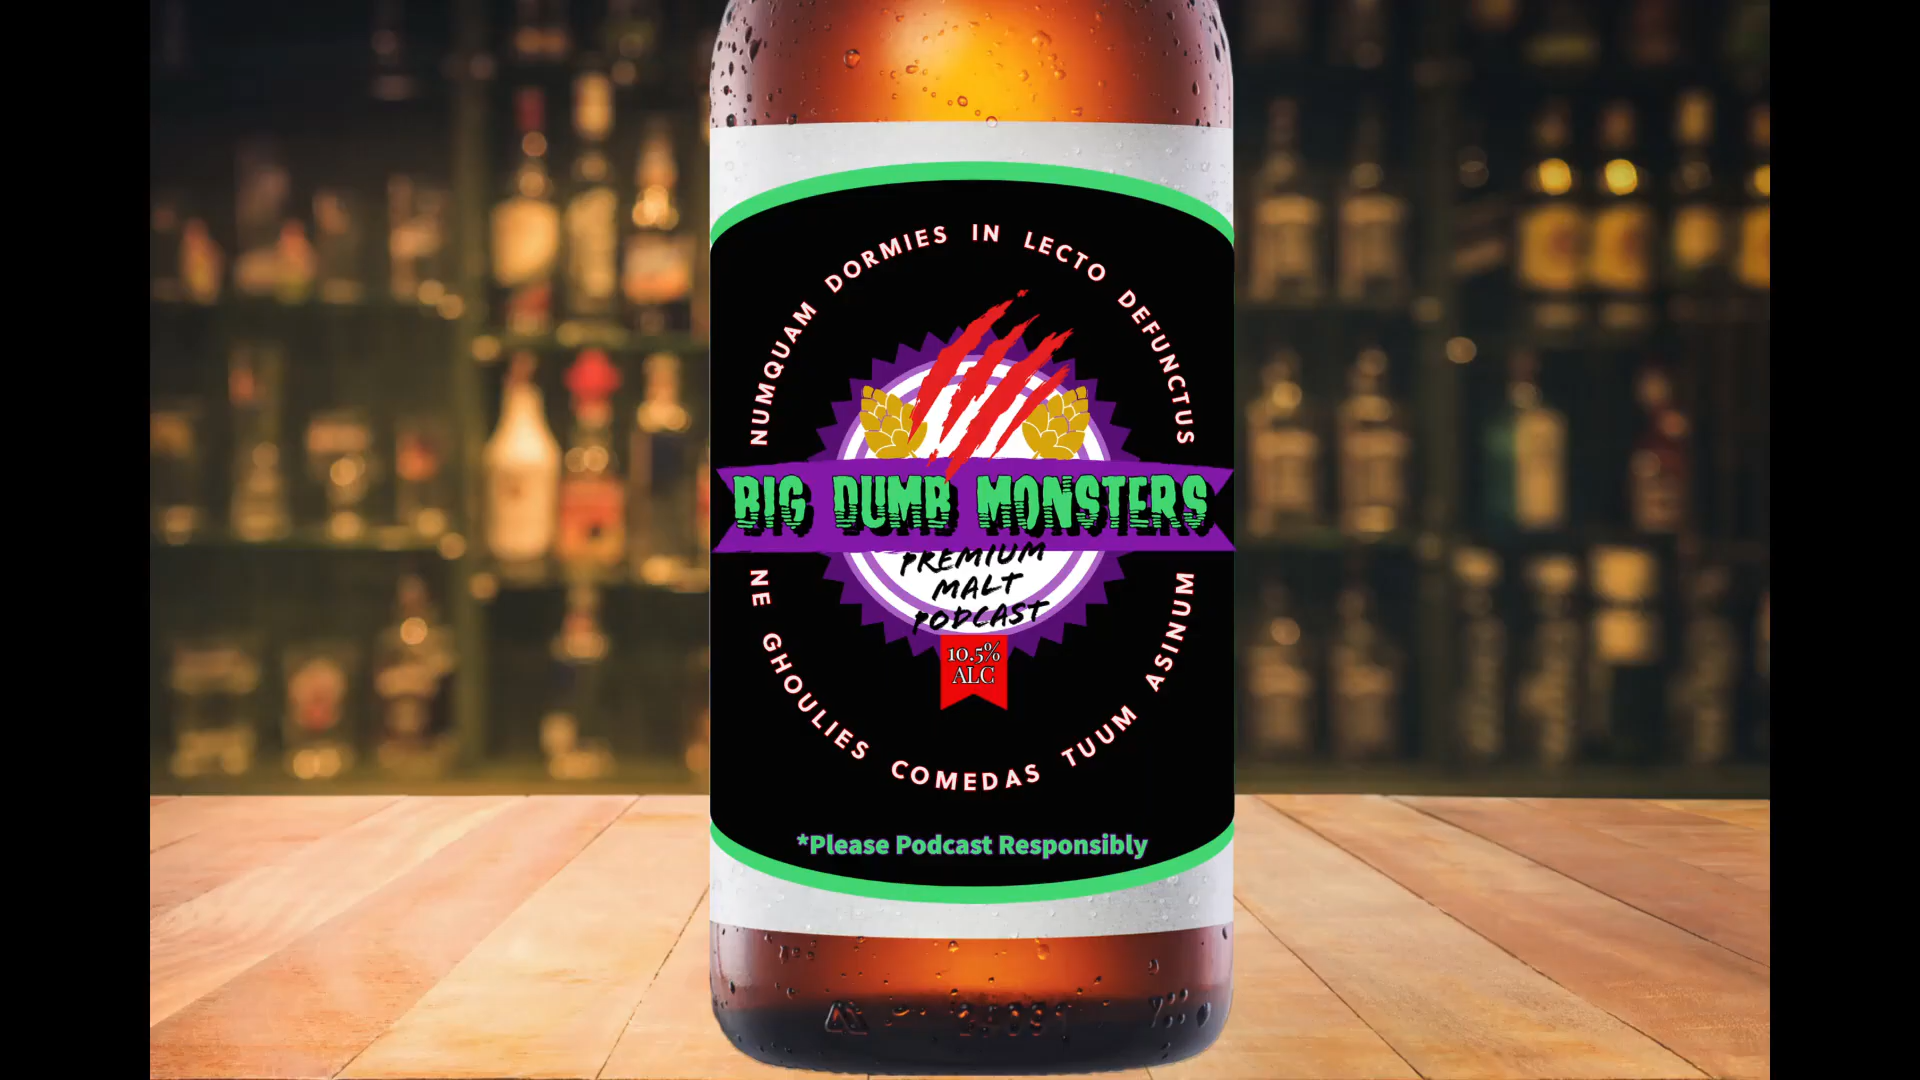 NUMQUAM DORMIES IN LECTO DEFUNCTUS
BIG DUMB MONSTERS
PREMIUM
MALT
PODCAST
10.5%
ALC
NE GHOULIES COMEDAS TUUM ASINUM
*Please Podcast Responsibly